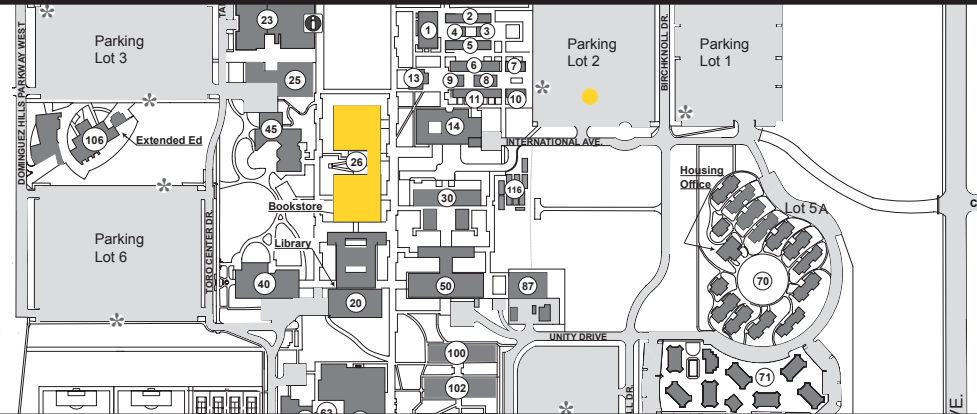 DOMINGUEZ HILLS PARKWAY WEST
Parking
Lot 3
23
25
45
106
Extended Ed
TORO CENTER DR.
Parking
Lot 6
26
Bookstore
Library
40
20
63
1
2
4
3
5
6
7
9
8
11
10
13
14
30
116
50
87
100
102
Parking
Lot 2
BIRCHKNOLL DR.
Parking
Lot 1
INTERNATIONAL AVE.
Housing
Office
Lot 5A
70
UNITY DRIVE
71